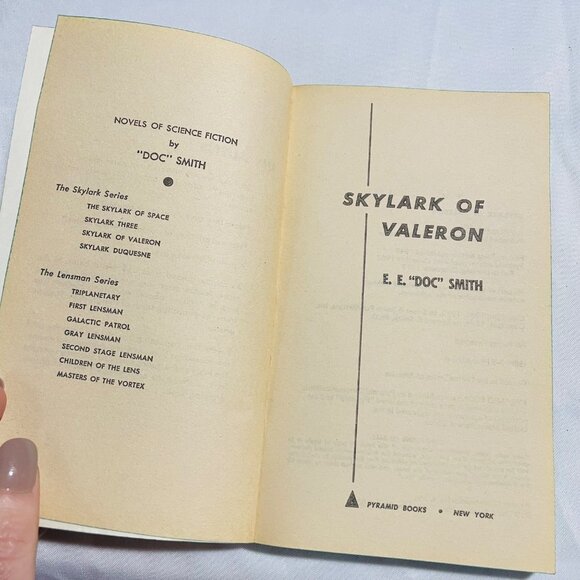 NOVELS OF SCIENCE FICTION
by
"DOC" SMITH
The Skylark Series
THE SKYLARK OF SPACE
SKYLARK THREE
SKYLARK OF VALERON
SKYLARK DUQUESNE
The Lensman Series
TRIPLANETARY
FIRST LENSMAN
GALACTIC PATROL
GRAY LENSMAN
SECOND STAGE LENSMAN
CHILDREN OF THE LENS
MASTERS OF THE VORTEX
SKYLARK OF
VALERON
E. E. "DOC" SMITH
PYRAMID BOOKS • NEW YORK